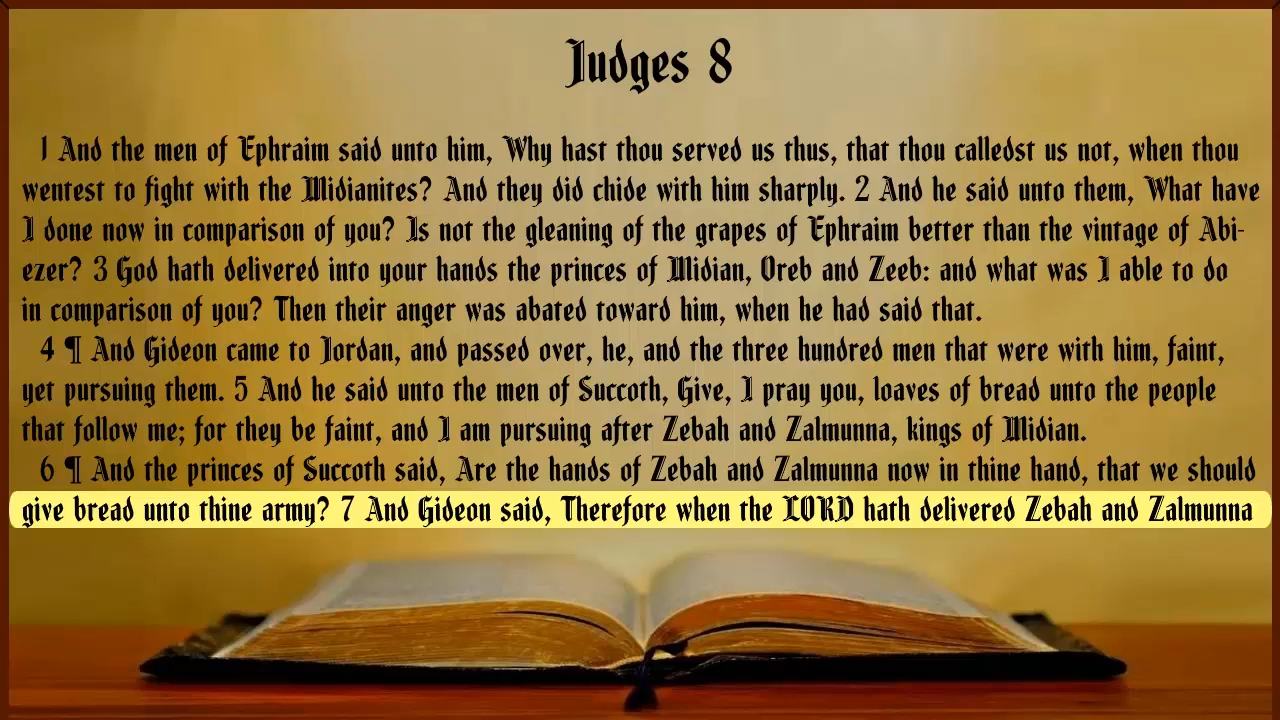 Judges 8
1 And the men of Ephraim said unto him, Why hast thou served us thus, that thou calledst us not, when thou
wentest to fight with the Midianites? And they did chide with him sharply. 2 And he said unto them, What have
I done now in comparison of you? Is not the gleaning of the grapes of Ephraim better than the vintage of Abi-
ezer? 3 God hath delivered into your hands the princes of Midian, Oreb and Zeeb: and what was I able to do
in comparison of you? Then their anger was abated toward him, when he had said that.
4 ¶ And Gideon came to Jordan, and passed over, he, and the three hundred men that were with him, faint,
yet pursuing them. 5 And he said unto the men of Succoth, Give, I pray you, loaves of bread unto the people
that follow me; for they be faint, and I am pursuing after Zebah and Zalmunna, kings of Midian.
6 ¶ And the princes of Succoth said, Are the hands of Zebah and Zalmunna now in thine hand, that we should
give bread unto thine army? 7 And Gideon said, Therefore when the LORD hath delivered Zebah and Zalmunna